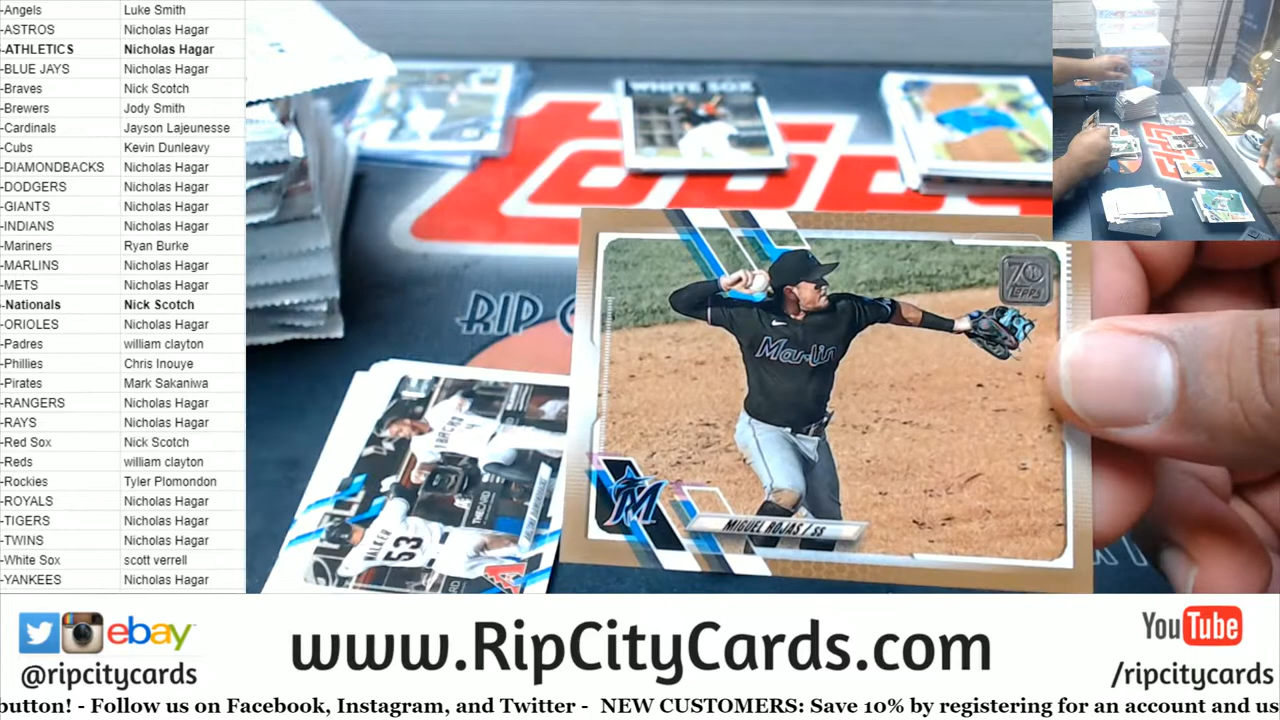 -Angels Luke Smith
-ASTROS Nicholas Hagar
-ATHLETICS Nicholas Hagar
-BLUE JAYS Nicholas Hagar
-Braves Nick Scotch
-Brewers Jody Smith
-Cardinals Jayson Lajeunesse
-Cubs Kevin Dunleavy
-DIAMONDBACKS Nicholas Hagar
-DODGERS Nicholas Hagar
-GIANTS Nicholas Hagar
-INDIANS Nicholas Hagar
-Mariners Ryan Burke
-MARLINS Nicholas Hagar
-METS Nicholas Hagar
-Nationals Nick Scotch
-ORIOLES Nicholas Hagar
-Padres william clayton
-Phillies Chris Inouye
-Pirates Mark Sakaniwa
-RANGERS Nicholas Hagar
-RAYS Nicholas Hagar
-Red Sox Nick Scotch
-Reds william clayton
-Rockies Tyler Plomondon
-ROYALS Nicholas Hagar
-TIGERS Nicholas Hagar
-TWINS Nicholas Hagar
-White Sox scott verrell
-YANKEES Nicholas Hagar
WHITE SOX
RIP
70
TOPPS
Marlin
M
MIGUEL ROJAS / SS
WALKER
53
A
ebay
@ripcitycards
www.RipCityCards.com
YouTube
/ripcitycards
button! - Follow us on Facebook, Instagram, and Twitter - NEW CUSTOMERS: Save 10% by registering for an account and us